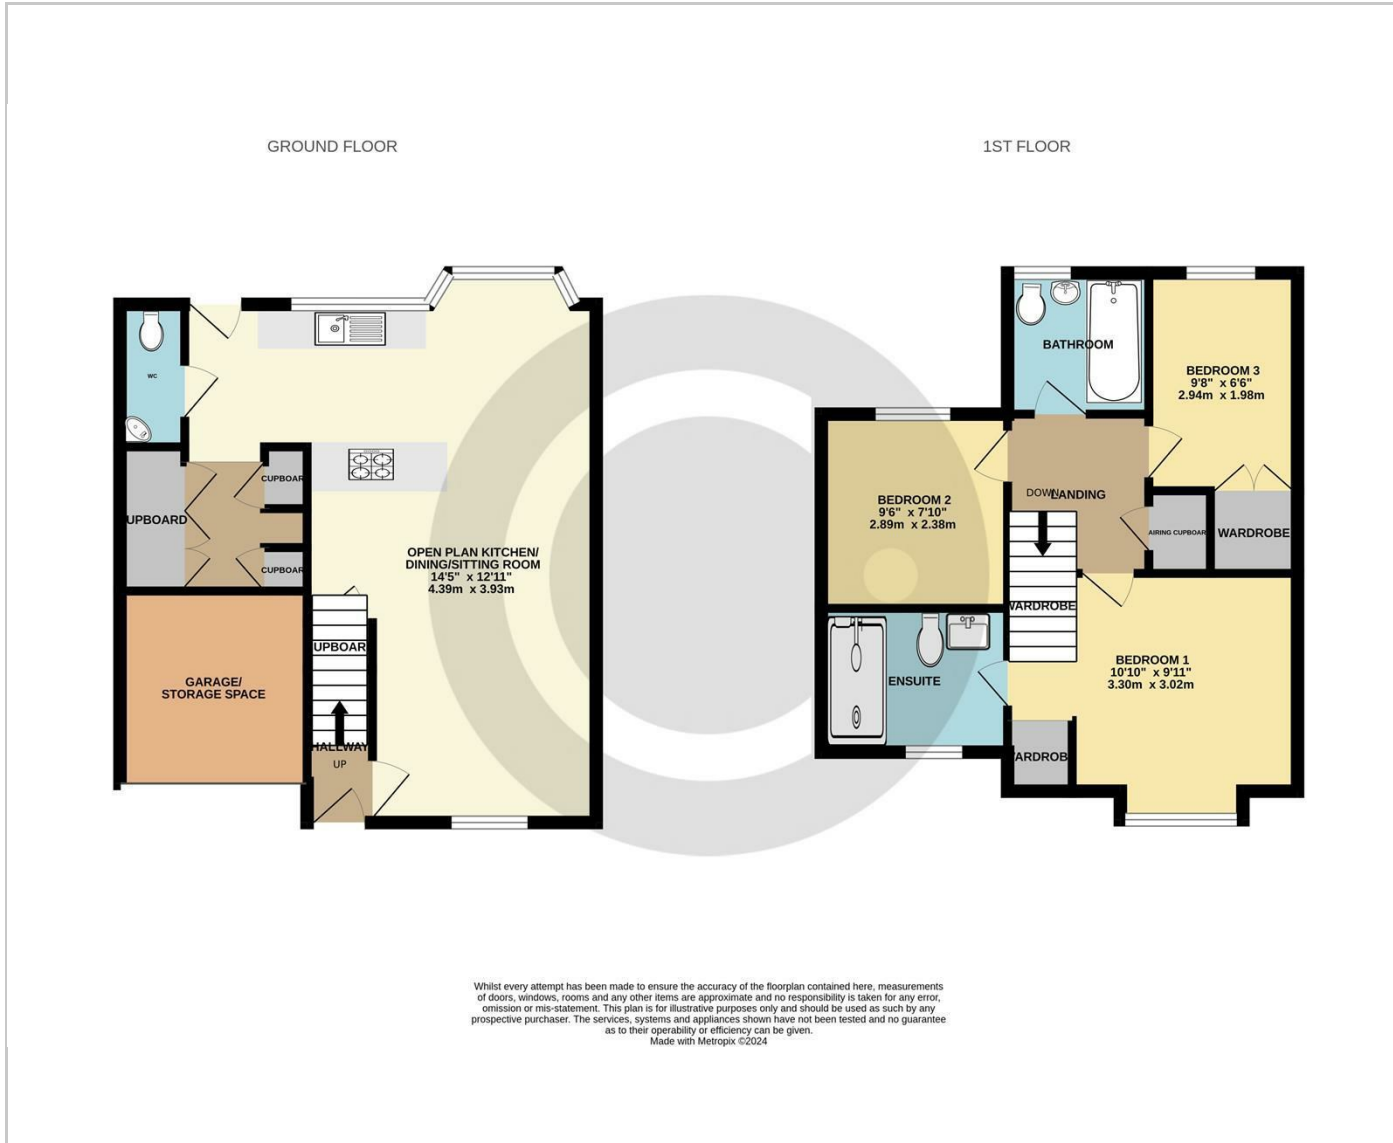 GROUND FLOOR
1ST FLOOR
WC
UPBOARD
CUPBOAR
CUPBOAR
OPEN PLAN KITCHEN/
DINING/SITTING ROOM
14'5" x 12'11"
4.39m x 3.93m
UPBOAR
GARAGE/
STORAGE SPACE
HALLWAY
UP
BATHROOM
BEDROOM 3
9'8" x 6'6"
2.94m x 1.98m
BEDROOM 2
9'6" x 7'10"
2.89m x 2.38m
DOWN
LANDING
AIRING CUPBOAR
WARDROBE
WARDROBE
BEDROOM 1
10'10" x 9'11"
3.30m x 3.02m
ENSUITE
WARDROB
Whilst every attempt has been made to ensure the accuracy of the floorplan contained here, measurements
of doors, windows, rooms and any other items are approximate and no responsibility is taken for any error,
omission or mis-statement. This plan is for illustrative purposes only and should be used as such by any
prospective purchaser. The services, systems and appliances shown have not been tested and no guarantee
as to their operability or efficiency can be given.
Made with Metropix ©2024